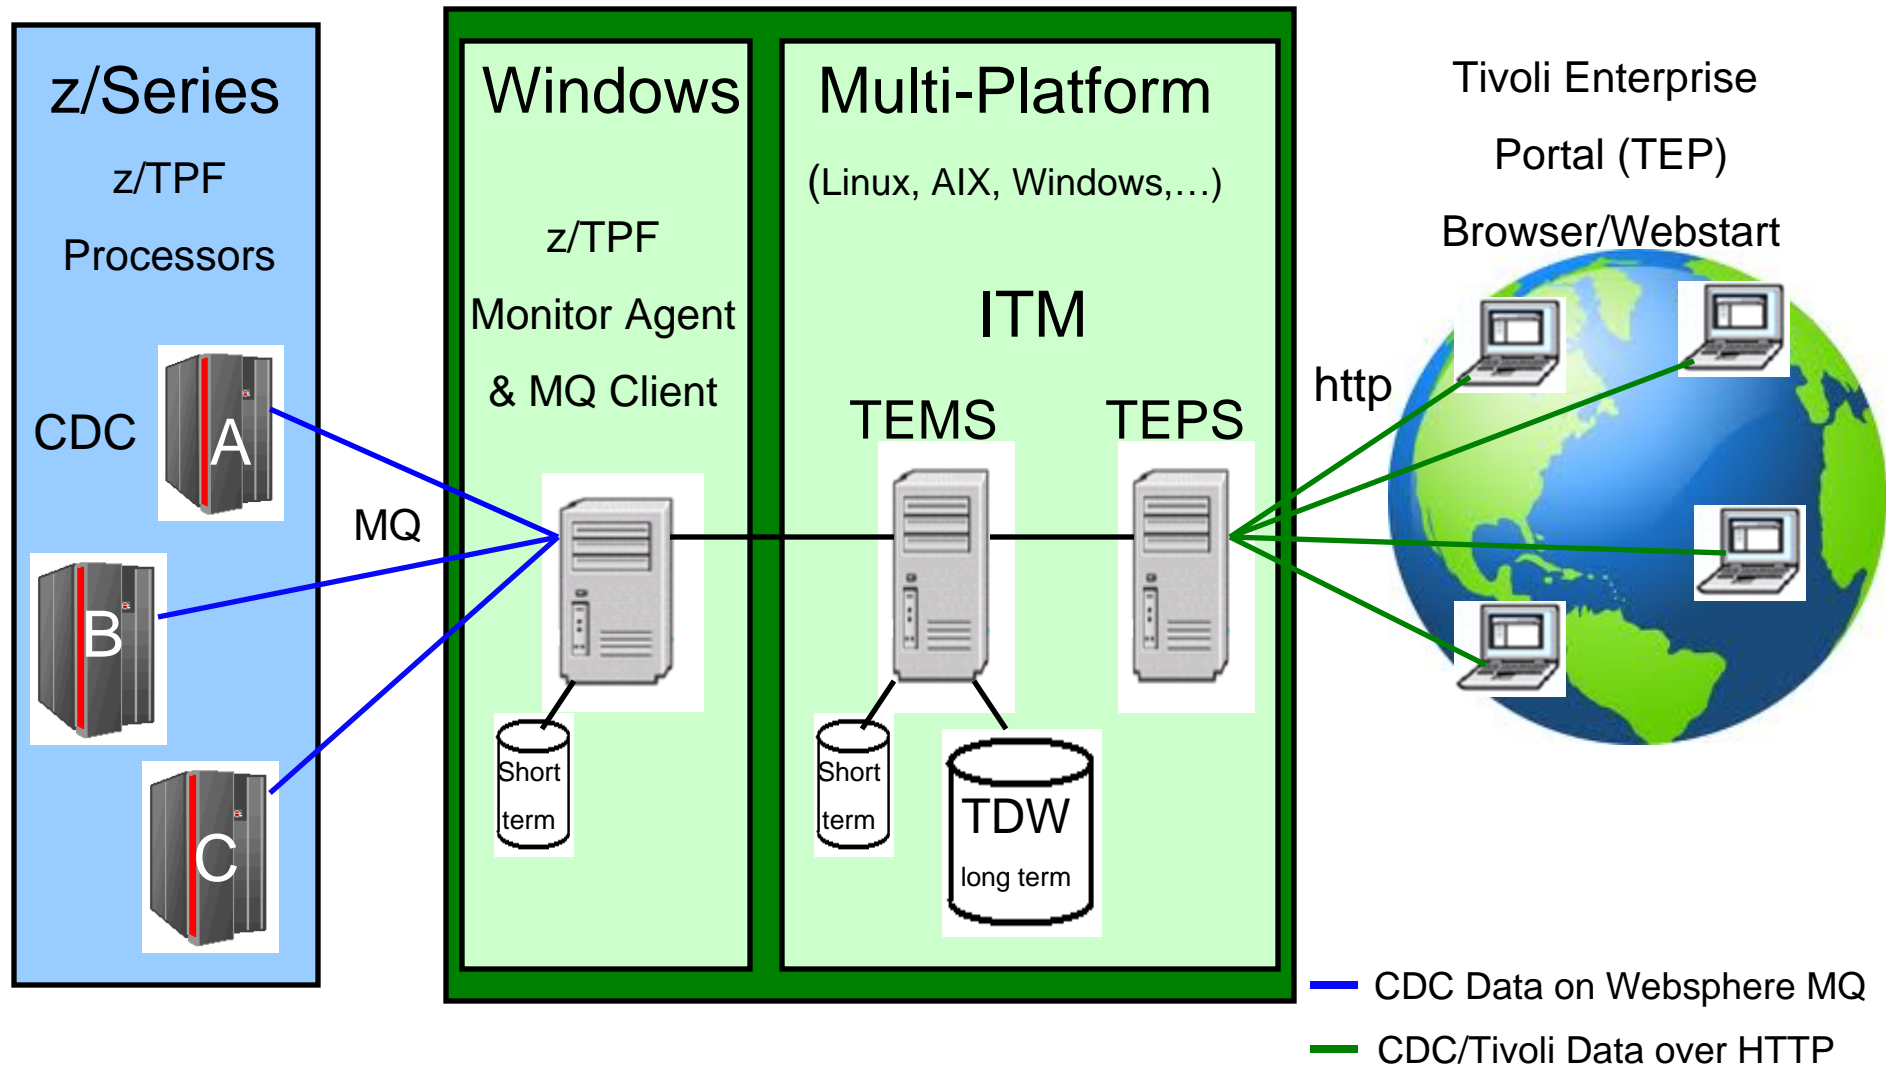 z/Series
z/TPF
Processors
CDC
A
B
C
MQ
Windows
z/TPF
Monitor Agent
& MQ Client
Short
term
Multi-Platform
(Linux, AIX, Windows,…)
ITM
TEMS
TEPS
Short
term
TDW
long term
http
Tivoli Enterprise
Portal (TEP)
Browser/Webstart
CDC Data on Websphere MQ
CDC/Tivoli Data over HTTP